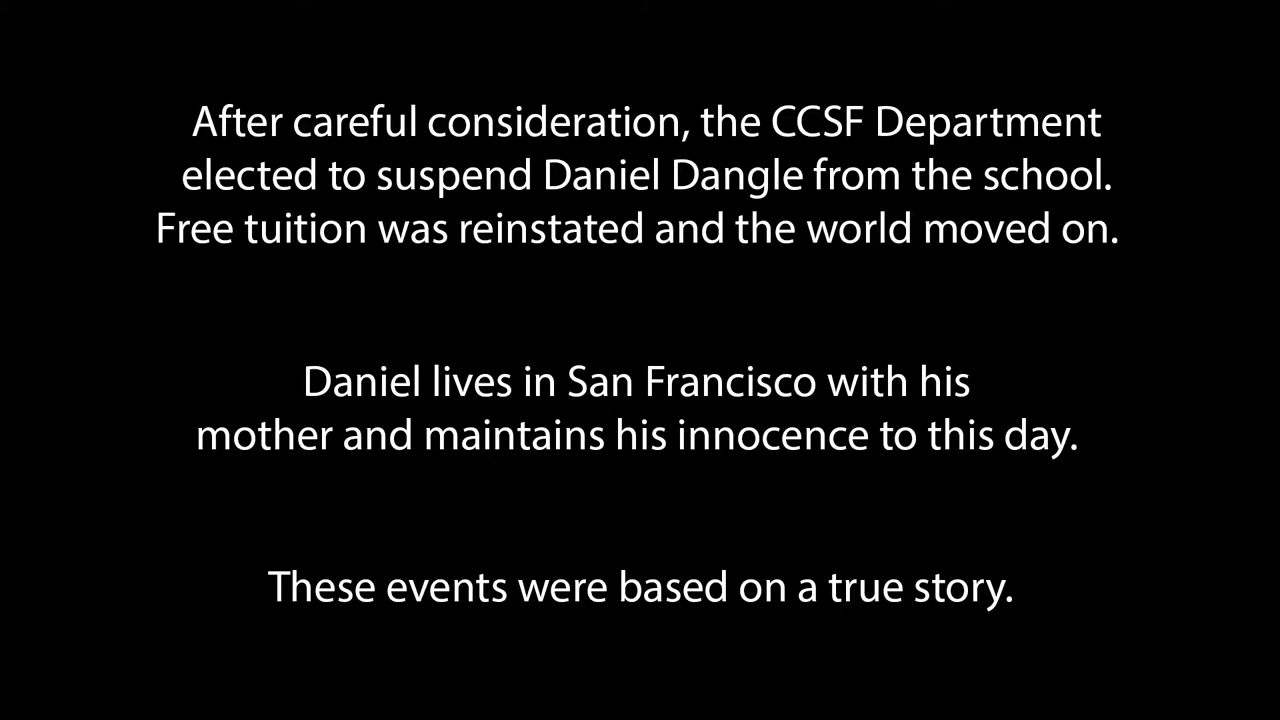 After careful consideration, the CCSF Department
elected to suspend Daniel Dangle from the school.
Free tuition was reinstated and the world moved on.
Daniel lives in San Francisco with his
mother and maintains his innocence to this day.
These events were based on a true story.